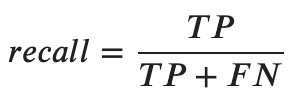 recall = TP / TP + FN